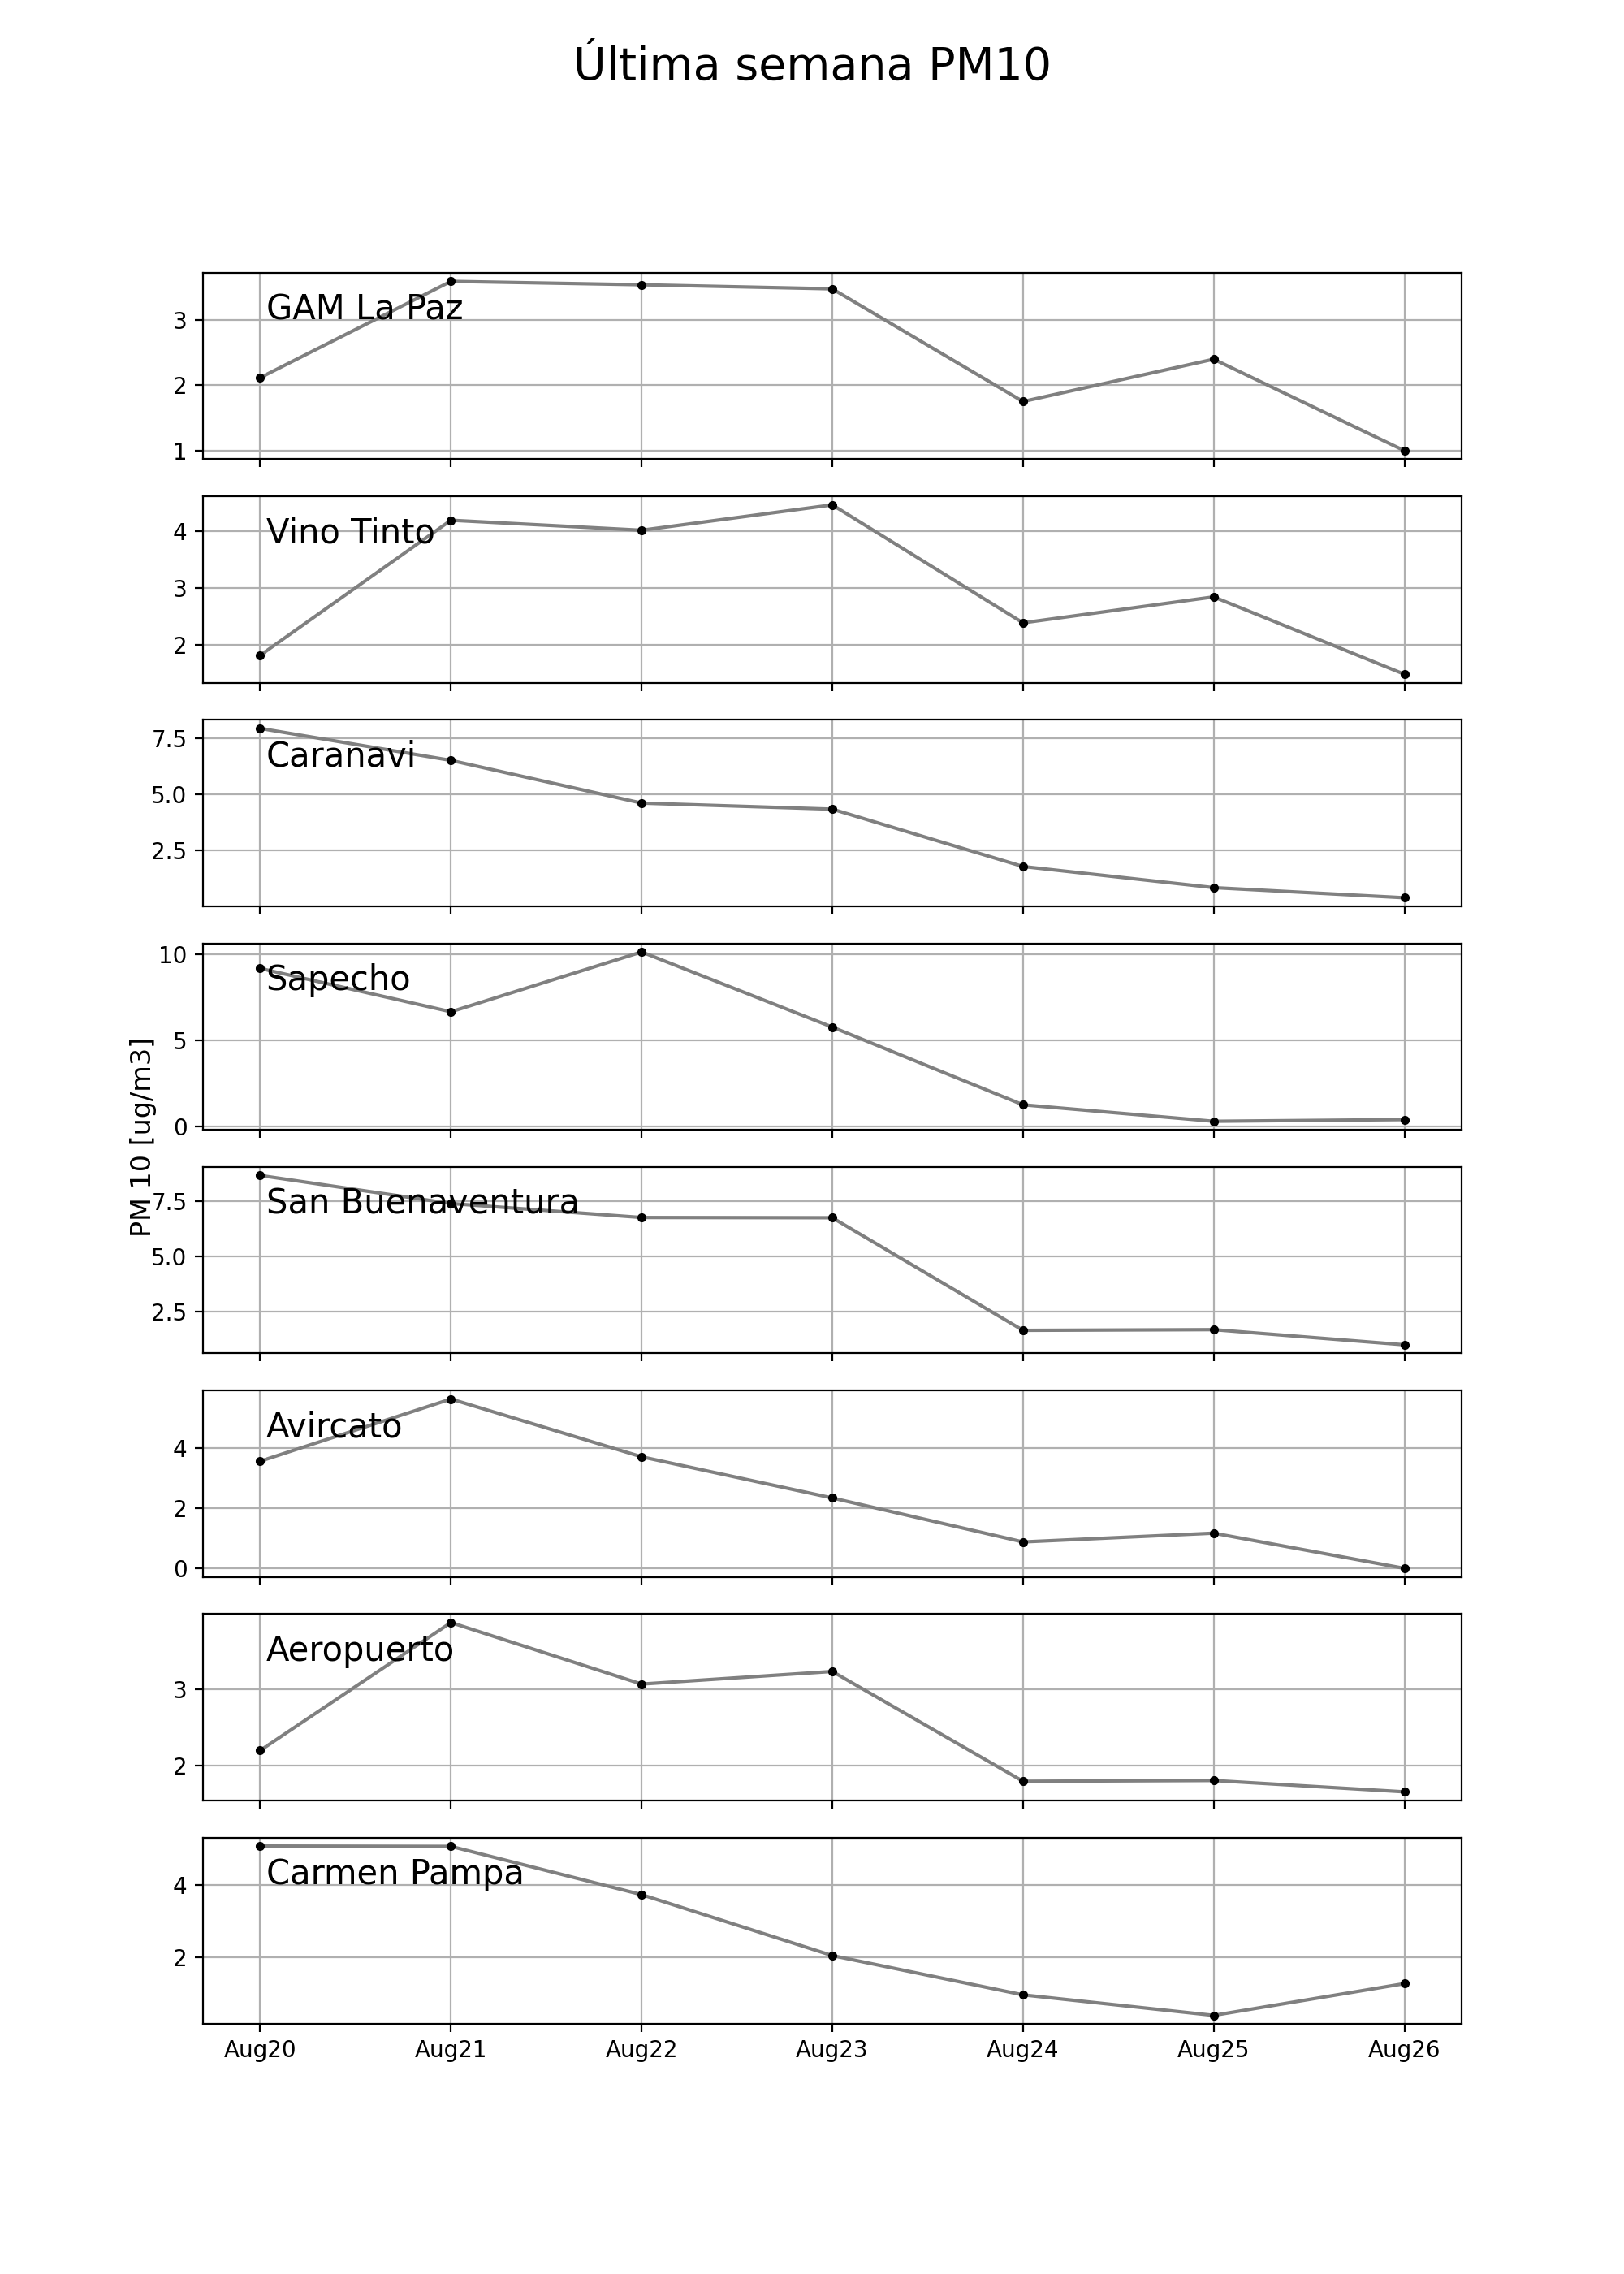 Última semana PM10
GAM La Paz
3
2
1
Vino Tinto
4
3
2
Caranavi
7.5
5.0
2.5
Sapecho
10
5
0
PM 10 [ug/m3]
San Buenaventura
7.5
5.0
2.5
Avircato
4
2
0
Aeropuerto
3
2
Carmen Pampa
4
2
Aug20 Aug21 Aug22 Aug23 Aug24 Aug25 Aug26